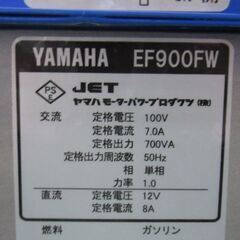 YAMAHA EF900FW
PS E JET
ヤマハモーターパワープロダクツ(株)
交流 定格電圧 100V
定格電流 7.0A
定格出力 700VA
定格出力周波数 50Hz
相 単相
力率 1.0
直流 定格電圧 12V
定格電流 8A
燃料 ガソリン